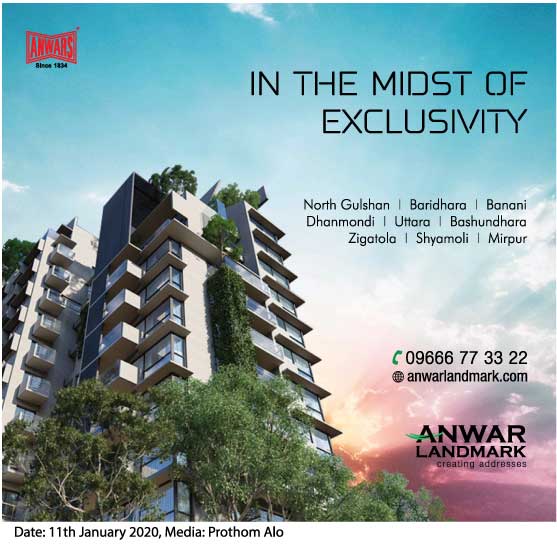 ANWARS
Since 1834
IN THE MIDST OF
EXCLUSIVITY
North Gulshan | Baridhara | Banani
Dhanmondi | Uttara | Bashundhara
Zigatola | Shyamoli | Mirpur
09666 77 33 22
anwarlandmark.com
ANWAR
LANDMARK
creating addresses
Date: 11th January 2020, Media: Prothom Alo